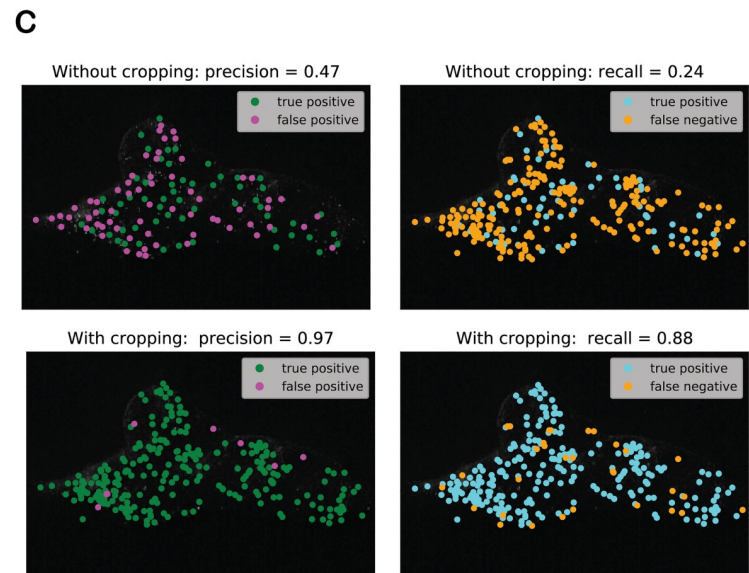 C
Without cropping: precision = 0.47
true positive
false positive
Without cropping: recall = 0.24
true positive
false negative
With cropping:  precision = 0.97
true positive
false positive
With cropping:  recall = 0.88
true positive
false negative